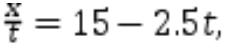 x/t = 15 − 2.5t,